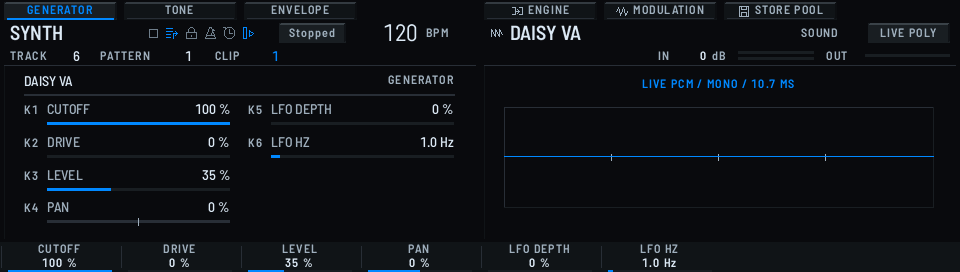 GENERATOR TONE ENVELOPE ENGINE MODULATION STORE POOL
SYNTH Stopped 120 BPM DAISY VA SOUND LIVE POLY
TRACK 6 PATTERN 1 CLIP 1 IN 0 dB OUT
DAISY VA GENERATOR LIVE PCM / MONO / 10.7 MS
K1 CUTOFF 100 % K5 LFO DEPTH 0 %
K2 DRIVE 0 % K6 LFO HZ 1.0 Hz
K3 LEVEL 35 %
K4 PAN 0 %
CUTOFF DRIVE LEVEL PAN LFO DEPTH LFO HZ
100 % 0 % 35 % 0 % 0 % 1.0 Hz